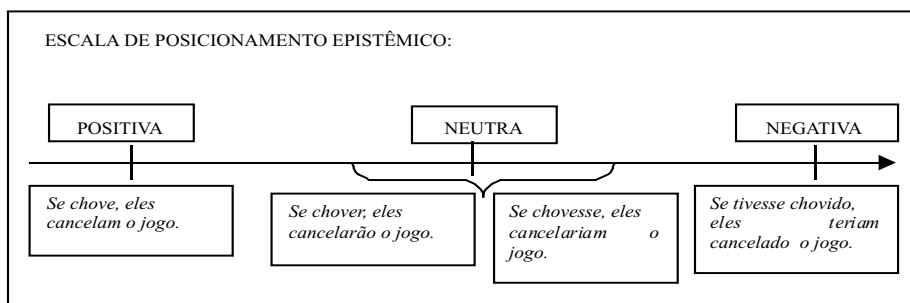 ESCALA DE POSICIONAMENTO EPISTÊMICO:
POSITIVA
NEUTRA
NEGATIVA
Se chove, eles
cancelam o jogo.
Se chover, eles
cancelarão o jogo.
Se chovesse, eles
cancelariam o
jogo.
Se tivesse chovido,
eles teriam
cancelado o jogo.